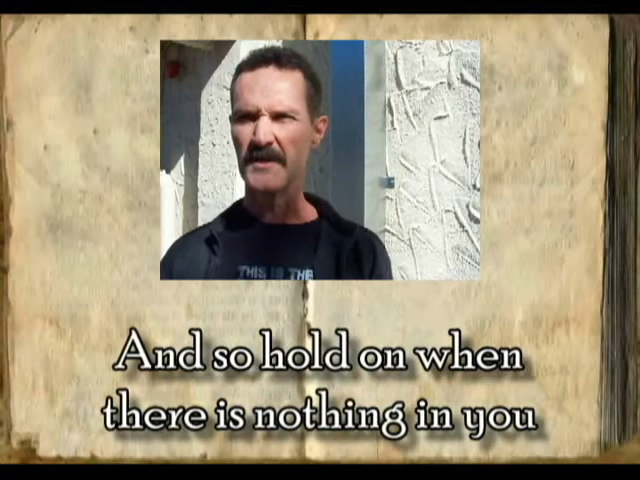 THIS IS THE
And so hold on when
there is nothing in you